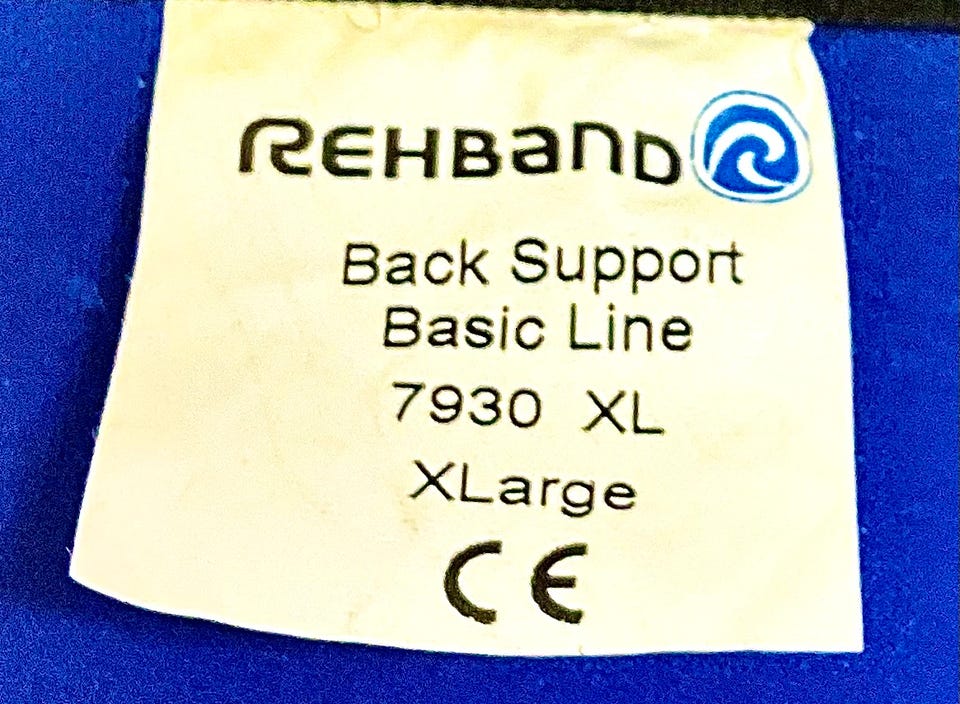 REHBAND
Back Support
Basic Line
7930 XL
XLarge
CE